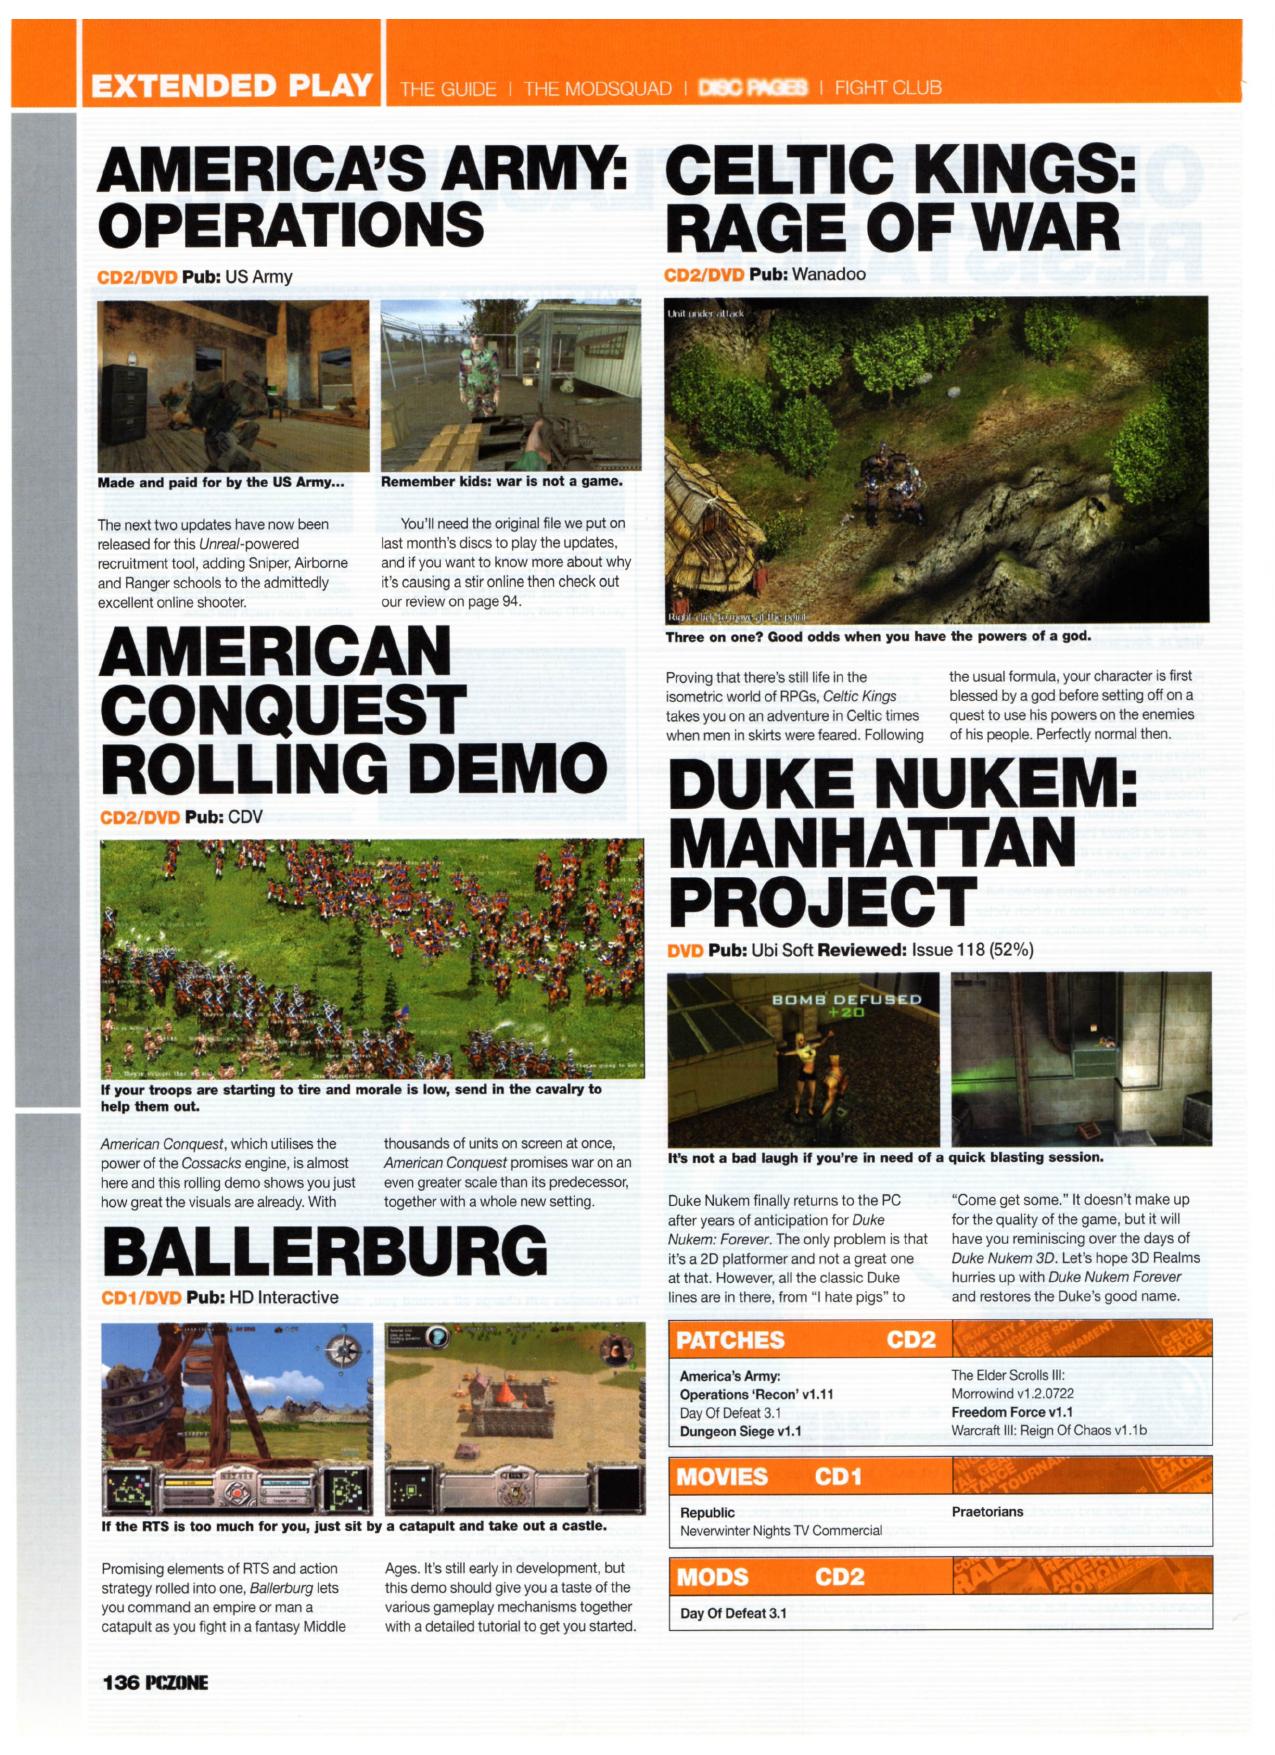 EXTENDED PLAY
THE GUIDE | THE MODSQUAD | DISC PAGES | FIGHT CLUB
AMERICA'S ARMY:
OPERATIONS
CD2/DVD Pub: US Army
Made and paid for by the US Army...
Remember kids: war is not a game.
The next two updates have now been
released for this Unreal-powered
recruitment tool, adding Sniper, Airborne
and Ranger schools to the admittedly
excellent online shooter.
You'll need the original file we put on
last month's discs to play the updates,
and if you want to know more about why
it's causing a stir online then check out
our review on page 94.
AMERICAN
CONQUEST
ROLLING DEMO
CD2/DVD Pub: CDV
If your troops are starting to tire and morale is low, send in the cavalry to
help them out.
American Conquest, which utilises the
power of the Cossacks engine, is almost
here and this rolling demo shows you just
how great the visuals are already. With
thousands of units on screen at once,
American Conquest promises war on an
even greater scale than its predecessor,
together with a whole new setting.
BALLERBURG
CD1/DVD Pub: HD Interactive
If the RTS is too much for you, just sit by a catapult and take out a castle.
Promising elements of RTS and action
strategy rolled into one, Ballerburg lets
you command an empire or man a
catapult as you fight in a fantasy Middle
Ages. It's still early in development, but
this demo should give you a taste of the
various gameplay mechanisms together
with a detailed tutorial to get you started.
CELTIC KINGS:
RAGE OF WAR
CD2/DVD Pub: Wanadoo
Unit under attack
Right-click to move at the point
Three on one? Good odds when you have the powers of a god.
Proving that there's still life in the
isometric world of RPGs, Celtic Kings
takes you on an adventure in Celtic times
when men in skirts were feared. Following
the usual formula, your character is first
blessed by a god before setting off on a
quest to use his powers on the enemies
of his people. Perfectly normal then.
DUKE NUKEM:
MANHATTAN
PROJECT
DVD Pub: Ubi Soft Reviewed: Issue 118 (52%)
BOMB DEFUSED
+20
It's not a bad laugh if you're in need of a quick blasting session.
Duke Nukem finally returns to the PC
after years of anticipation for Duke
Nukem: Forever. The only problem is that
it's a 2D platformer and not a great one
at that. However, all the classic Duke
lines are in there, from "I hate pigs" to
"Come get some." It doesn't make up
for the quality of the game, but it will
have you reminiscing over the days of
Duke Nukem 3D. Let's hope 3D Realms
hurries up with Duke Nukem Forever
and restores the Duke's good name.
PATCHES CD2
America's Army:
Operations 'Recon' v1.11
Day Of Defeat 3.1
Dungeon Siege v1.1
The Elder Scrolls III:
Morrowind v1.2.0722
Freedom Force v1.1
Warcraft III: Reign Of Chaos v1.1b
MOVIES CD1
Republic
Neverwinter Nights TV Commercial
Praetorians
MODS CD2
Day Of Defeat 3.1
136 PCZONE